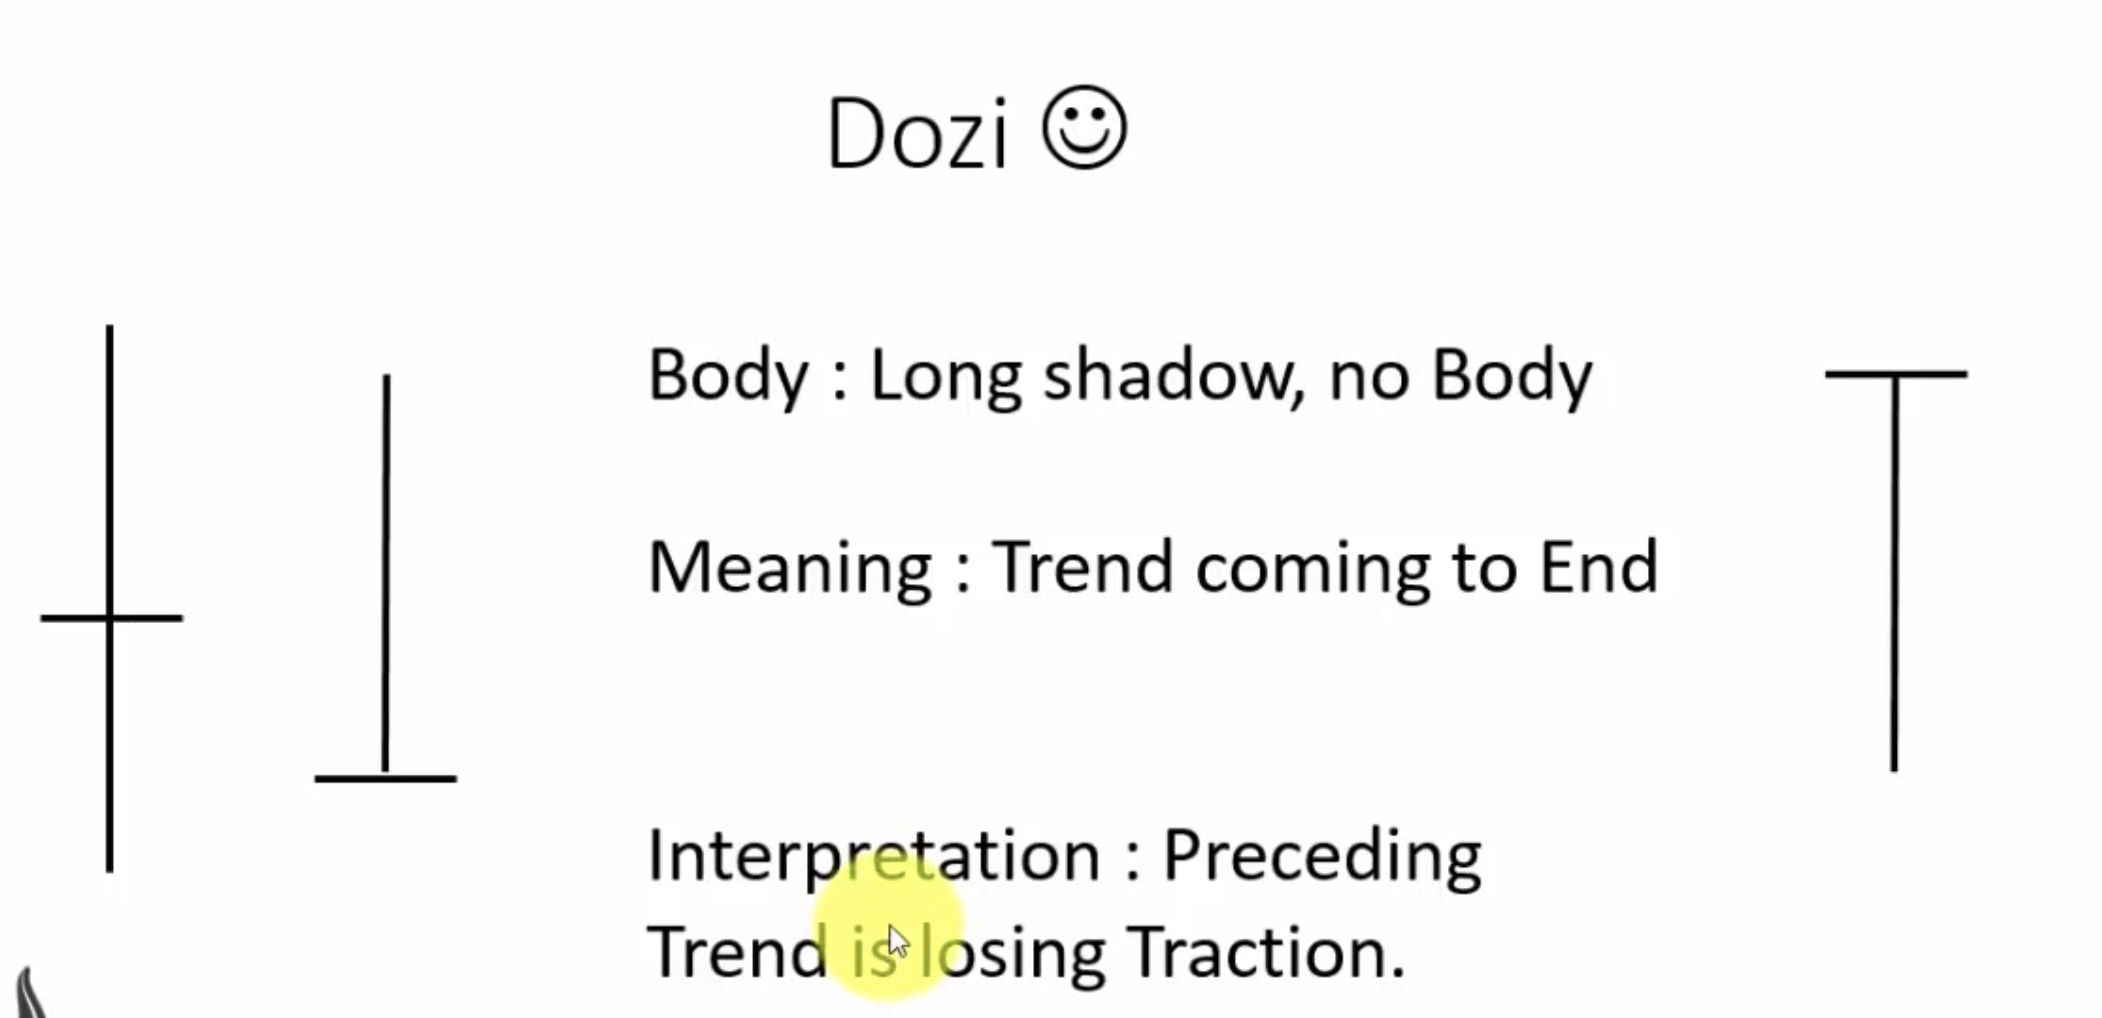 Dozi ☺
Body : Long shadow, no Body
Meaning : Trend coming to End
Interpretation : Preceding
Trend is losing Traction.